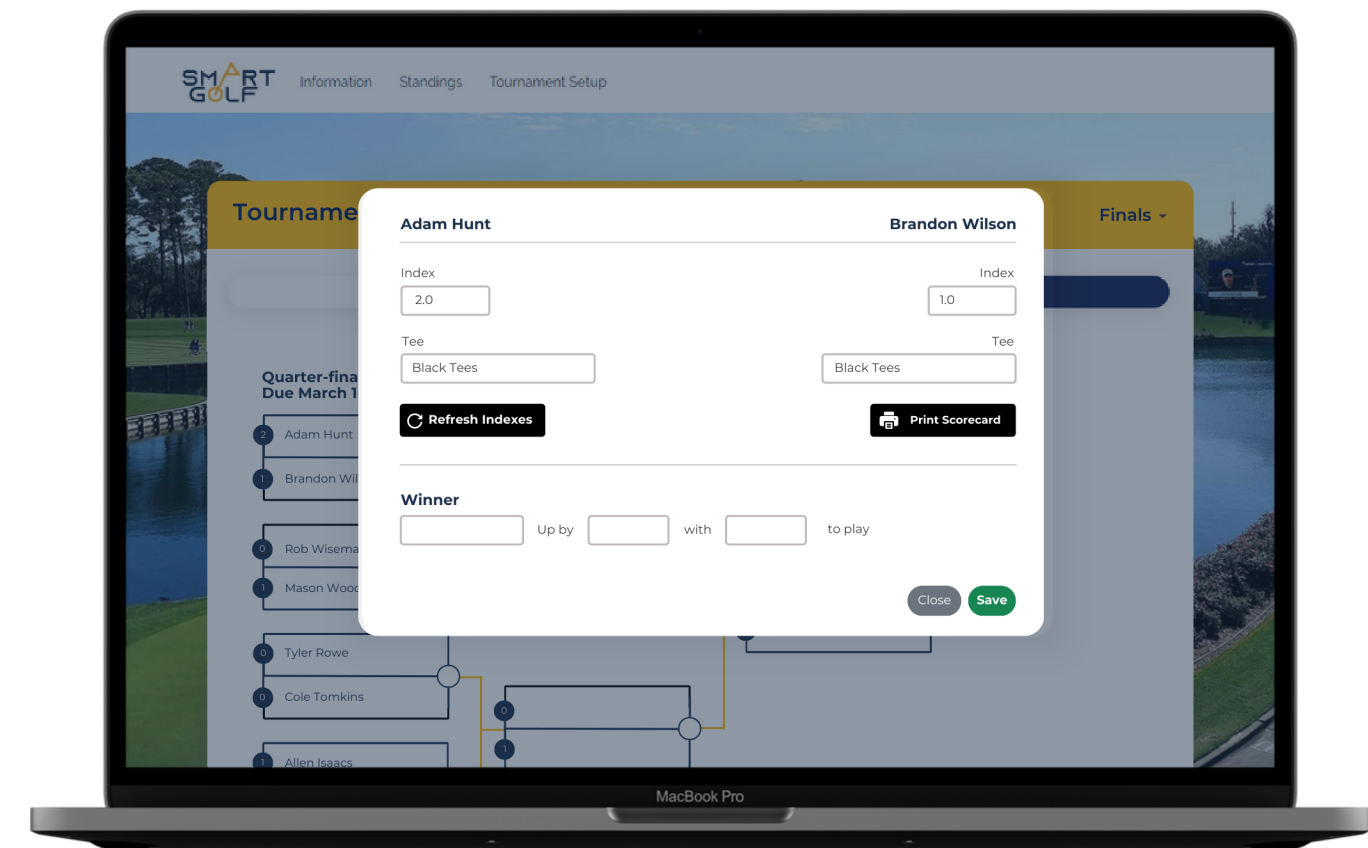 SMART
GOLF
Information Standings Tournament Setup
Tourname
Finals
Adam Hunt Brandon Wilson
Index Index
2.0 1.0
Tee Tee
Black Tees Black Tees
Refresh Indexes Print Scorecard
Winner
Up by with to play
Close Save
Quarter-fina
Due March 1
2 Adam Hunt
1 Brandon Wil
0 Rob Wisema
1 Mason Wood
0 Tyler Rowe
0 Cole Tomkins
0
1
1 Allen Isaacs
MacBook Pro